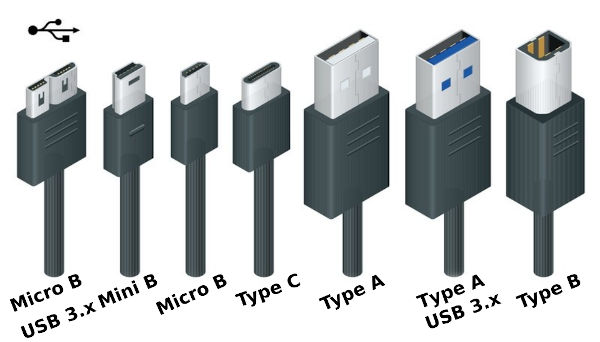 Micro B
USB 3.x
Mini B
Micro B
Type C
Type A
Type A
USB 3.x
Type B